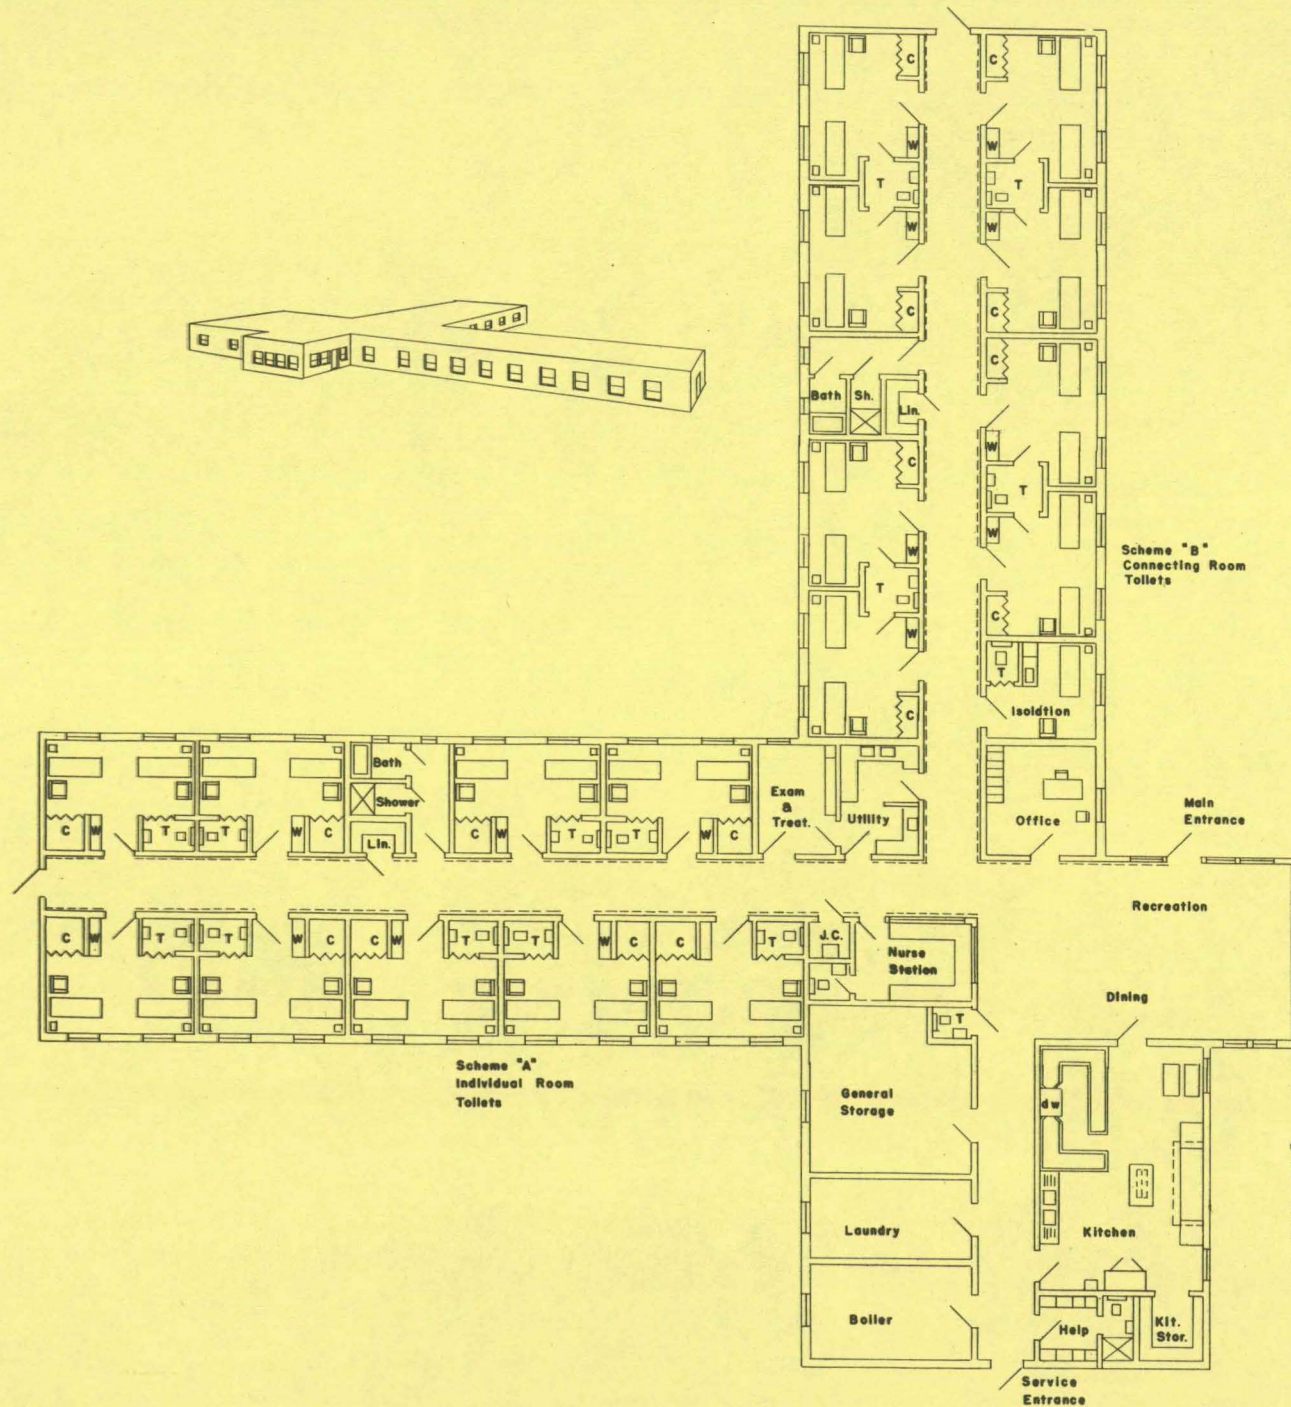 C
C
W
W
T
T
W
W
C
C
C
Bath
Sh.
Lin.
C
W
T
W
W
T
W
C
C
Scheme "B"
Connecting Room
Toilets
T
Isoldtion
Bath
Shower
Lin.
Exam
&
Treat.
Utility
Office
Main
Entrance
C
W
T
T
W
C
C
W
T
T
W
C
Recreation
C
W
T
T
W
C
C
W
T
T
W
C
C
T
J.C.
Nurse
Station
Dining
T
Scheme "A"
Individual Room
Toilets
General
Storage
dw
Laundry
Kitchen
Boiler
Help
Kit.
Stor.
Service
Entrance